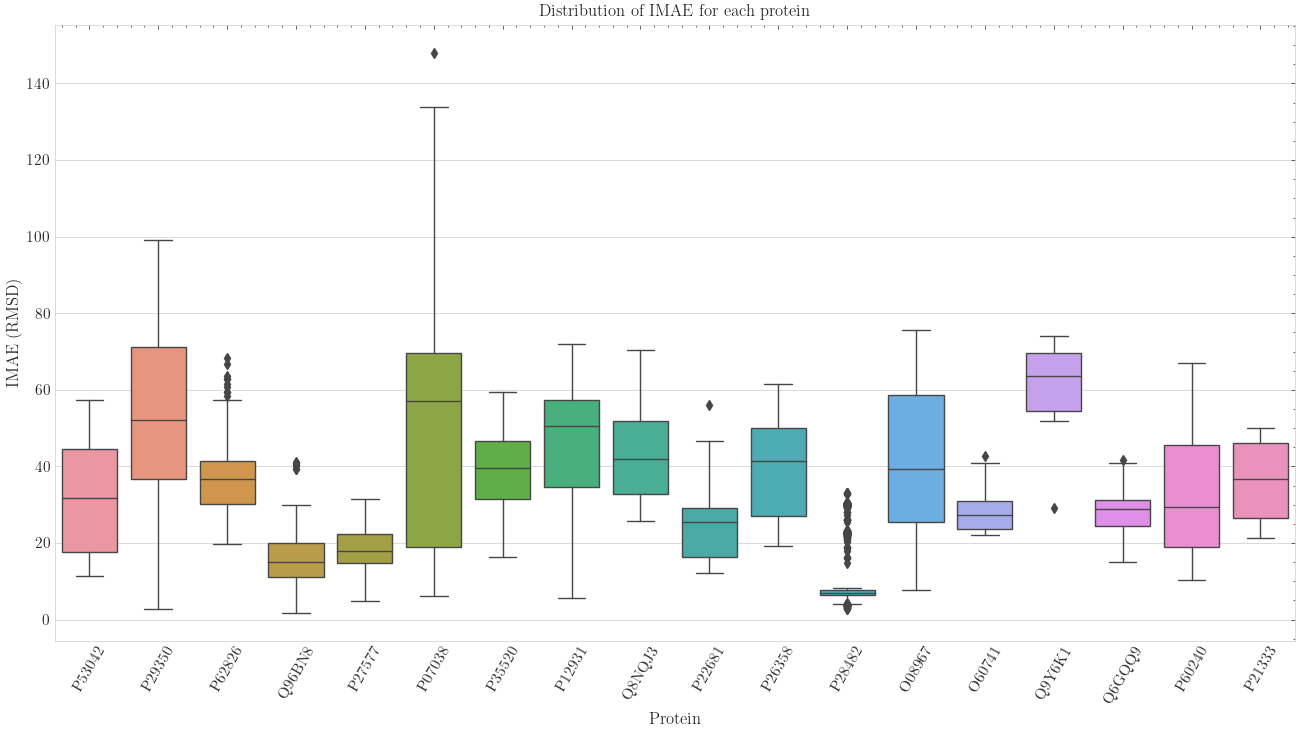 Distribution of IMAE for each protein
IMAE (RMSD)
140
120
100
80
60
40
20
0
P53042
P29350
P62826
Q96BN8
P27577
P07038
P35520
P12931
Q8NQJ3
P22681
P26358
P28482
O08967
O60741
Q9Y6K1
Q6GQQ9
P60240
P21333
Protein